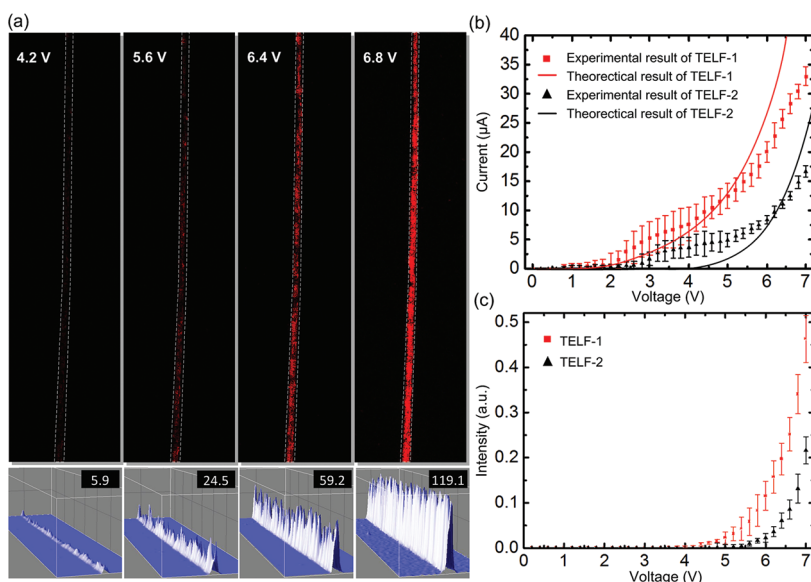 (a)
4.2 V
5.6 V
6.4 V
6.8 V
5.9
24.5
59.2
119.1
(b)
40
35
30
25
20
15
10
5
0
Current (µA)
Experimental result of TELF-1
Theorectical result of TELF-1
Experimental result of TELF-2
Theorectical result of TELF-2
0 1 2 3 4 5 6 7
Voltage (V)
(c)
0.5
0.4
0.3
0.2
0.1
0.0
Intensity (a.u.)
TELF-1
TELF-2
0 1 2 3 4 5 6 7
Voltage (V)